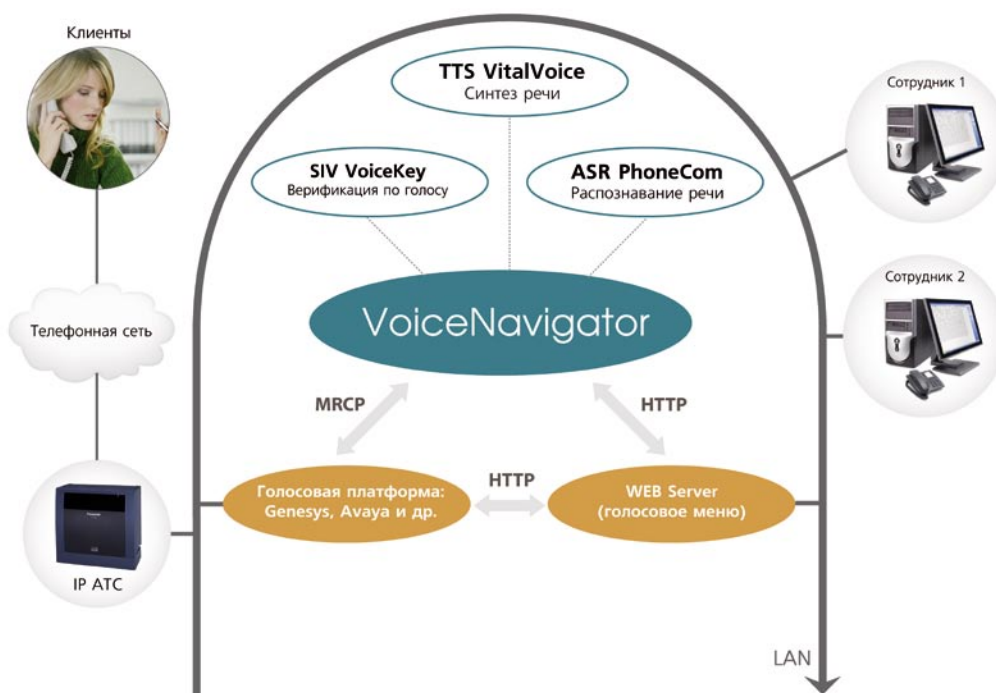 Клиенты
TTS VitalVoice
Синтез речи
Сотрудник 1
SIV VoiceKey
Верификация по голосу
ASR PhoneCom
Распознавание речи
Сотрудник 2
Телефонная сеть
VoiceNavigator
MRCP
HTTP
HTTP
Голосовая платформа:
Genesys, Avaya и др.
WEB Server
(голосовое меню)
IP АТС
LAN